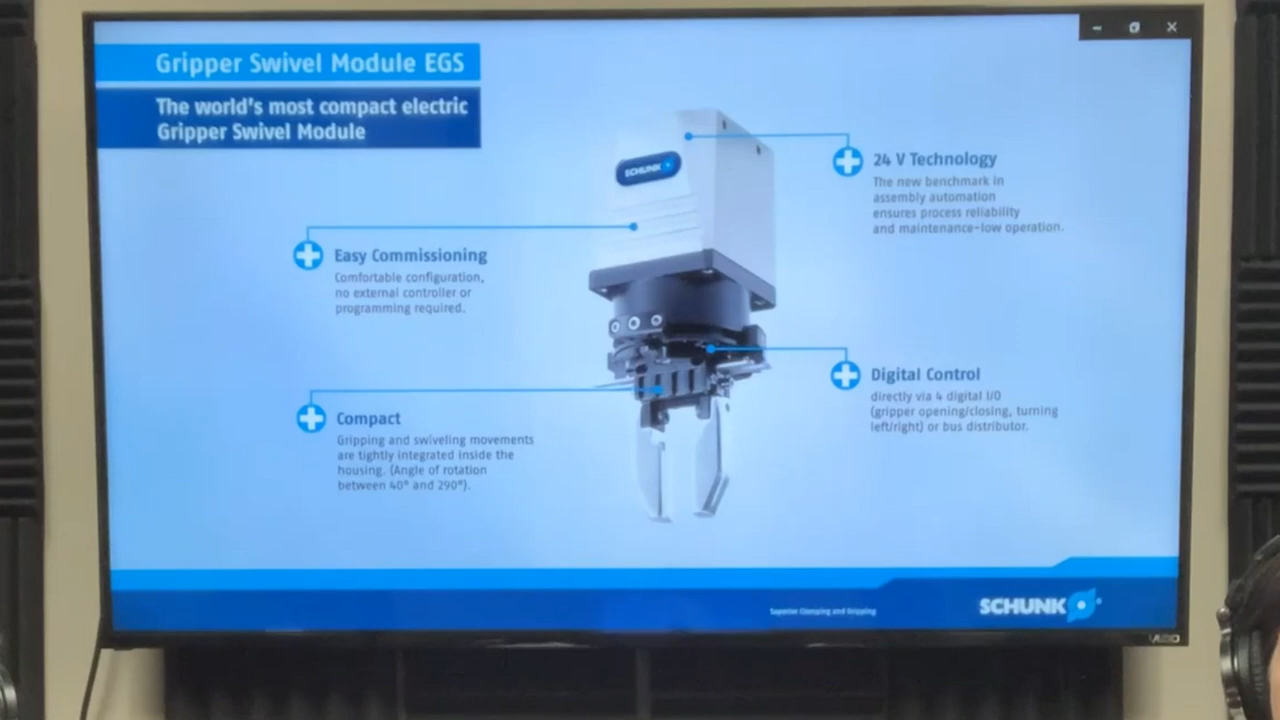 Gripper Swivel Module EGS
The world's most compact electric
Gripper Swivel Module
SCHUNK
24 V Technology
The new benchmark in
assembly automation
ensures process reliability
and maintenance-low operation.
Easy Commissioning
Comfortable configuration,
no external controller or
programming required.
Digital Control
directly via 4 digital I/O
(gripper opening/closing, turning
left/right) or bus distributor.
Compact
Gripping and swiveling movements
are tightly integrated inside the
housing. (Angle of rotation
between 40° and 290°).
Superior Clamping and Gripping
SCHUNK
VIZIO